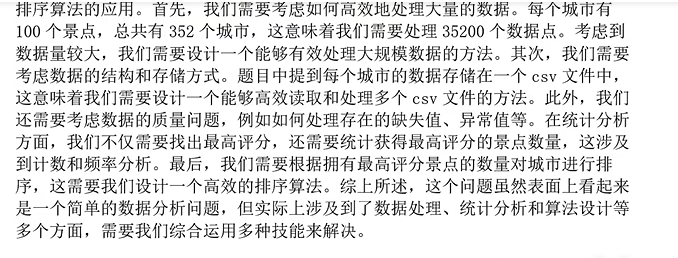 排序算法的应用。首先，我们需要考虑如何高效地处理大量的数据。每个城市有
100 个景点，总共有 352 个城市，这意味着我们需要处理 35200 个数据点。考虑到
数据量较大，我们需要设计一个能够有效处理大规模数据的方法。其次，我们需要
考虑数据的结构和存储方式。题目中提到每个城市的数据存储在一个 csv 文件中，
这意味着我们需要设计一个能够高效读取和处理多个 csv 文件的方法。此外，我们
还需要考虑数据的质量问题，例如如何处理存在的缺失值、异常值等。在统计分析
方面，我们不仅需要找出最高评分，还需要统计获得最高评分的景点数量，这涉及
到计数和频率分析。最后，我们需要根据拥有最高评分景点的数量对城市进行排
序，这需要我们设计一个高效的排序算法。综上所述，这个问题虽然表面上看起来
是一个简单的数据分析问题，但实际上涉及到了数据处理、统计分析和算法设计等
多个方面，需要我们综合运用多种技能来解决。